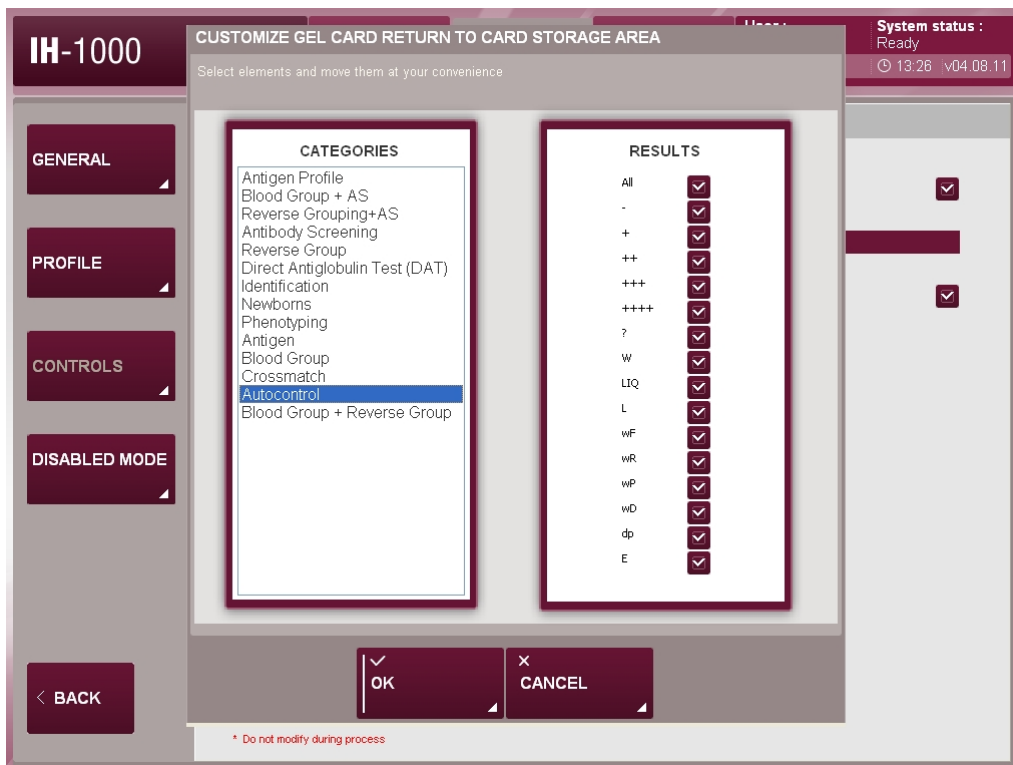 IH-1000
CUSTOMIZE GEL CARD RETURN TO CARD STORAGE AREA
Select elements and move them at your convenience
User :
System status :
Ready
13:26 v04.08.11
GENERAL
PROFILE
CONTROLS
DISABLED MODE
< BACK
CATEGORIES
Antigen Profile
Blood Group + AS
Reverse Grouping+AS
Antibody Screening
Reverse Group
Direct Antiglobulin Test (DAT)
Identification
Newborns
Phenotyping
Antigen
Blood Group
Crossmatch
Autocontrol
Blood Group + Reverse Group
RESULTS
All
-
+
++
+++
++++
?
W
LIQ
L
wF
wR
wP
wD
dp
E
OK
CANCEL
* Do not modify during process